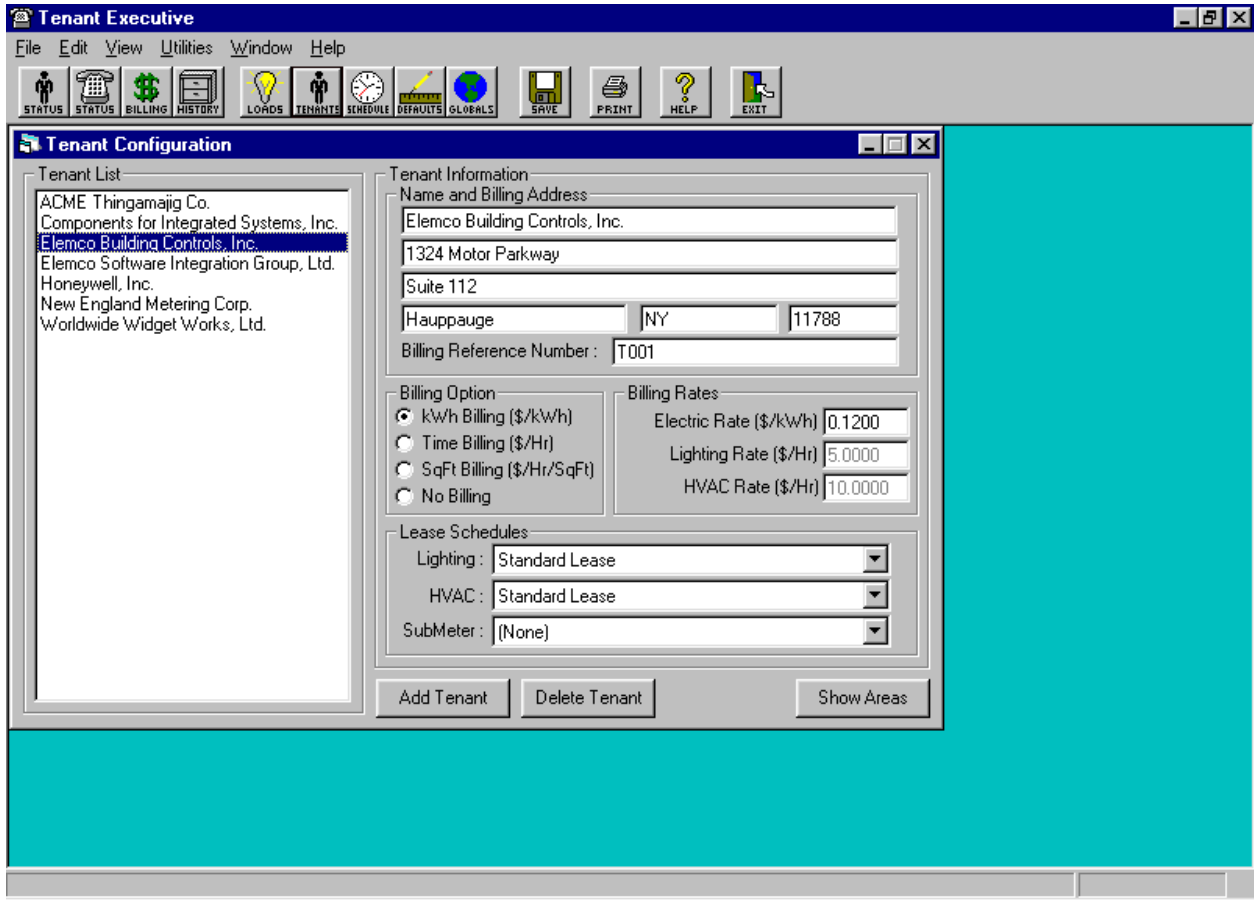 Tenant Executive
File Edit View Utilities Window Help
STATUS STATUS BILLING HISTORY LOADS TENANTS SCHEDULE DEFAULTS GLOBALS SAVE PRINT HELP EXIT
Tenant Configuration
Tenant List
ACME Thingamajig Co.
Components for Integrated Systems, Inc.
Elemco Building Controls, Inc.
Elemco Software Integration Group, Ltd.
Honeywell, Inc.
New England Metering Corp.
Worldwide Widget Works, Ltd.
Tenant Information
Name and Billing Address
Elemco Building Controls, Inc.
1324 Motor Parkway
Suite 112
Hauppauge NY 11788
Billing Reference Number : T001
Billing Option
kWh Billing ($/kWh)
Time Billing ($/Hr)
SqFt Billing ($/Hr/SqFt)
No Billing
Billing Rates
Electric Rate ($/kWh) 0.1200
Lighting Rate ($/Hr) 5.0000
HVAC Rate ($/Hr) 10.0000
Lease Schedules
Lighting : Standard Lease
HVAC : Standard Lease
SubMeter : (None)
Add Tenant Delete Tenant Show Areas